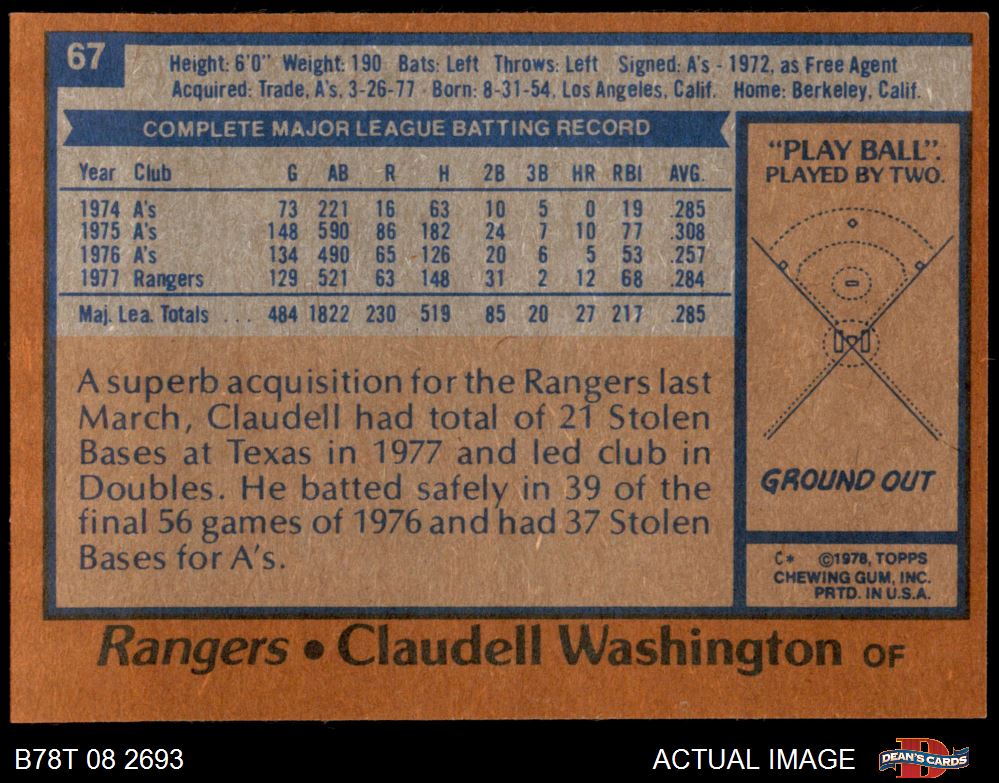 67
Height: 6'0" Weight: 190 Bats: Left Throws: Left Signed: A's - 1972, as Free Agent
Acquired: Trade, A's, 3-26-77 - Born: 8-31-54, Los Angeles, Calif. Home: Berkeley, Calif.
COMPLETE MAJOR LEAGUE BATTING RECORD
Year Club G AB R H 2B 3B HR RBI AVG.
1974 A's 73 221 16 63 10 5 0 19 .285
1975 A's 148 590 86 182 24 7 10 77 .308
1976 A's 134 490 65 126 20 6 5 53 .257
1977 Rangers 129 521 63 148 31 2 12 68 .284
Maj. Lea. Totals ... 484 1822 230 519 85 20 27 217 .285
A superb acquisition for the Rangers last
March, Claudell had total of 21 Stolen
Bases at Texas in 1977 and led club in
Doubles. He batted safely in 39 of the
final 56 games of 1976 and had 37 Stolen
Bases for A's.
"PLAY BALL".
PLAYED BY TWO.
GROUND OUT
C* ©1978, TOPPS
CHEWING GUM, INC.
PRTD. IN U.S.A.
Rangers • Claudell Washington OF
B78T 08 2693
ACTUAL IMAGE
D
DEAN'S CARDS